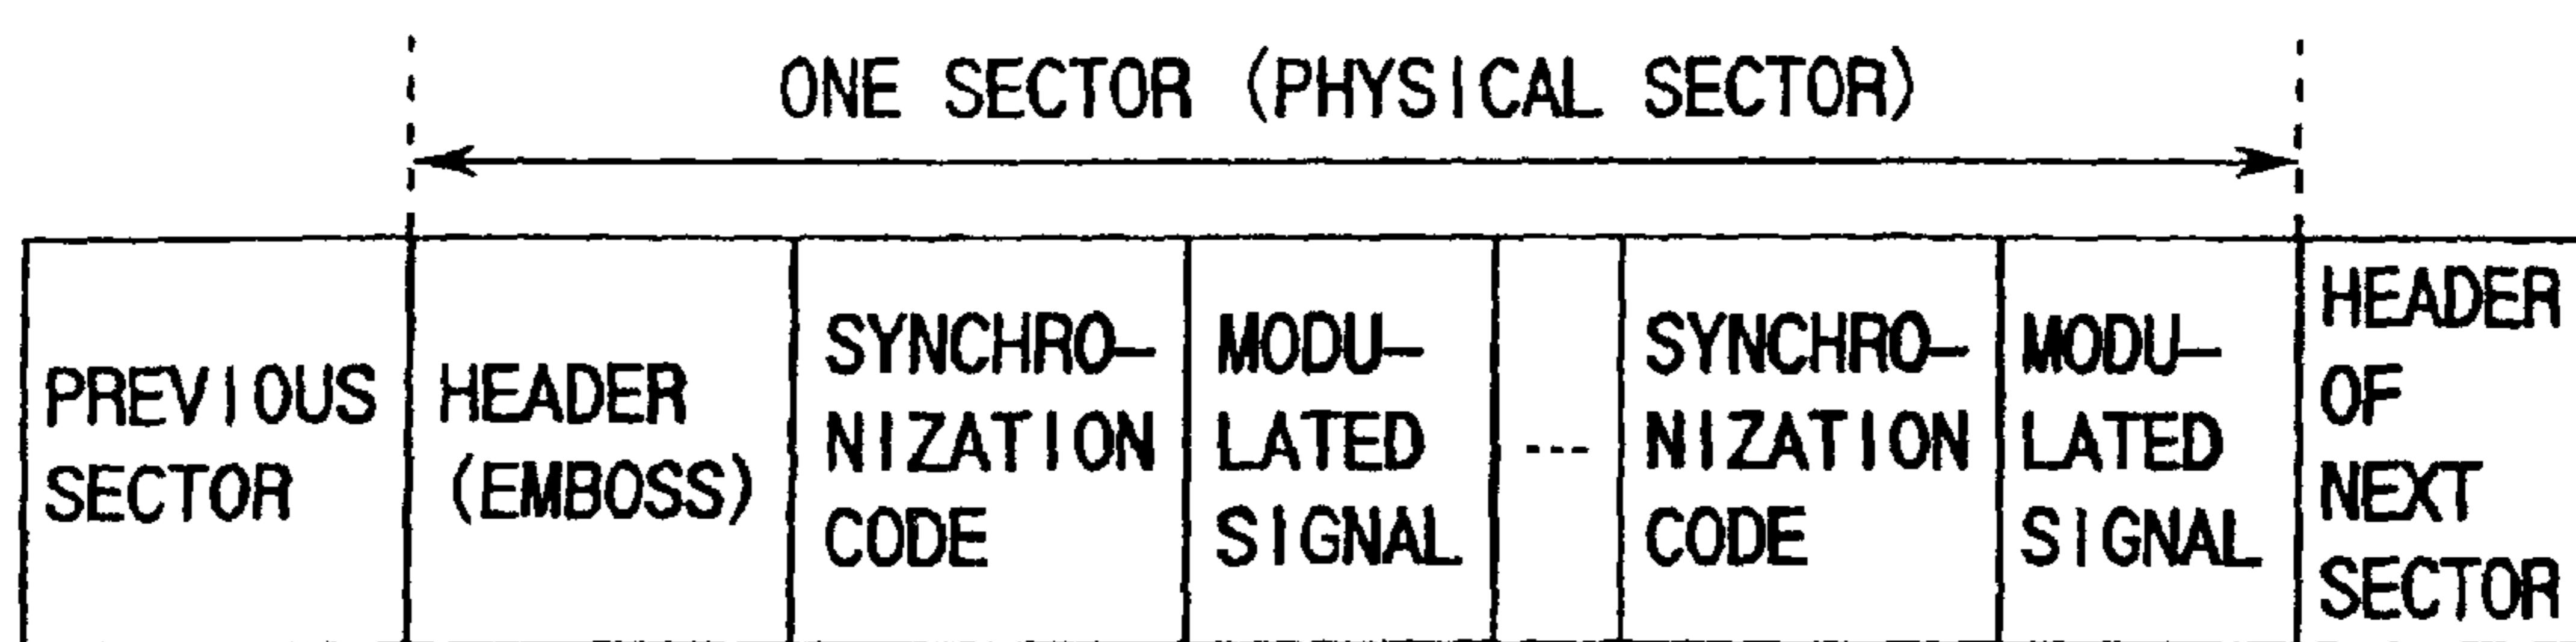 ONE SECTOR (PHYSICAL SECTOR)
PREVIOUS
SECTOR
HEADER
(EMBOSS)
SYNCHRO-
NIZATION
CODE
MODU-
LATED
SIGNAL
---
SYNCHRO-
NIZATION
CODE
MODU-
LATED
SIGNAL
HEADER
OF
NEXT
SECTOR